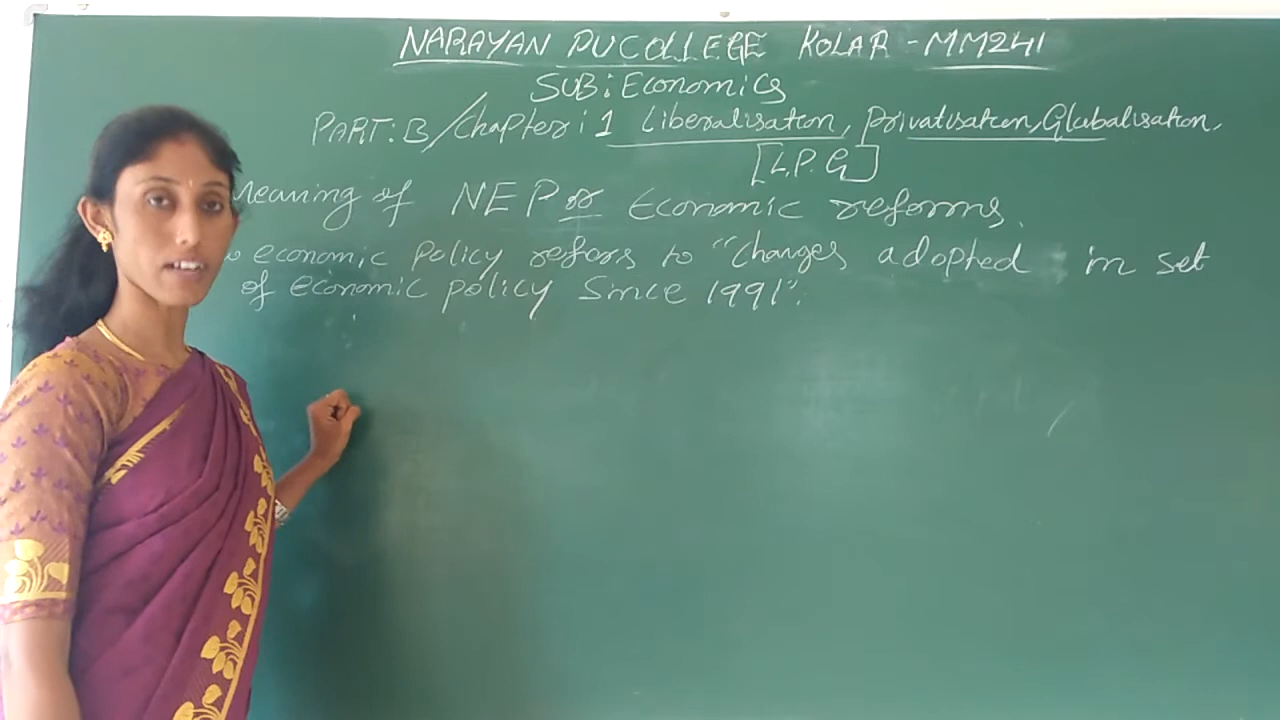 NARAYAN PUCOLLEGE KOLAR - MM241
SUB: Economics
PART: B/Chapter: 1 Liberalisation, Privatisation, Globalisation.
[L.P.G]
Meaning of NEP or Economic reforms.
economic policy refers to "Changes adopted in set
of economic policy Since 1991".